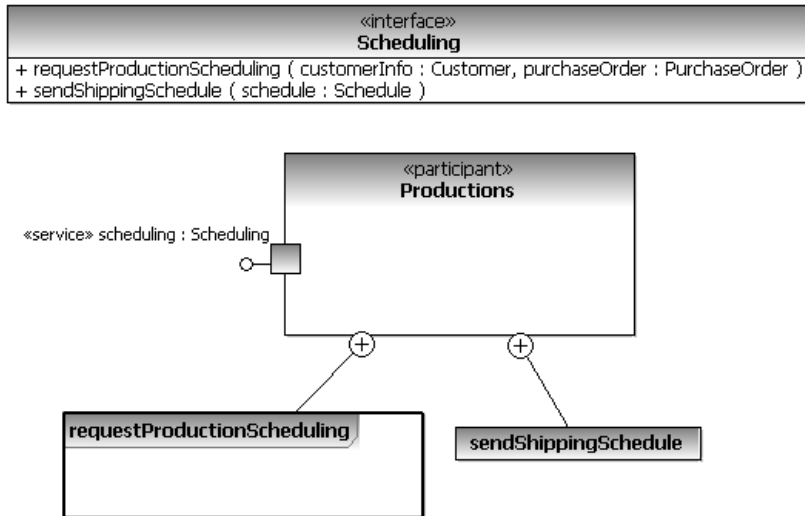 «interface»
Scheduling
+ requestProductionScheduling ( customerInfo : Customer, purchaseOrder : PurchaseOrder )
+ sendShippingSchedule ( schedule : Schedule )
«participant»
Productions
«service» scheduling : Scheduling
requestProductionScheduling
sendShippingSchedule